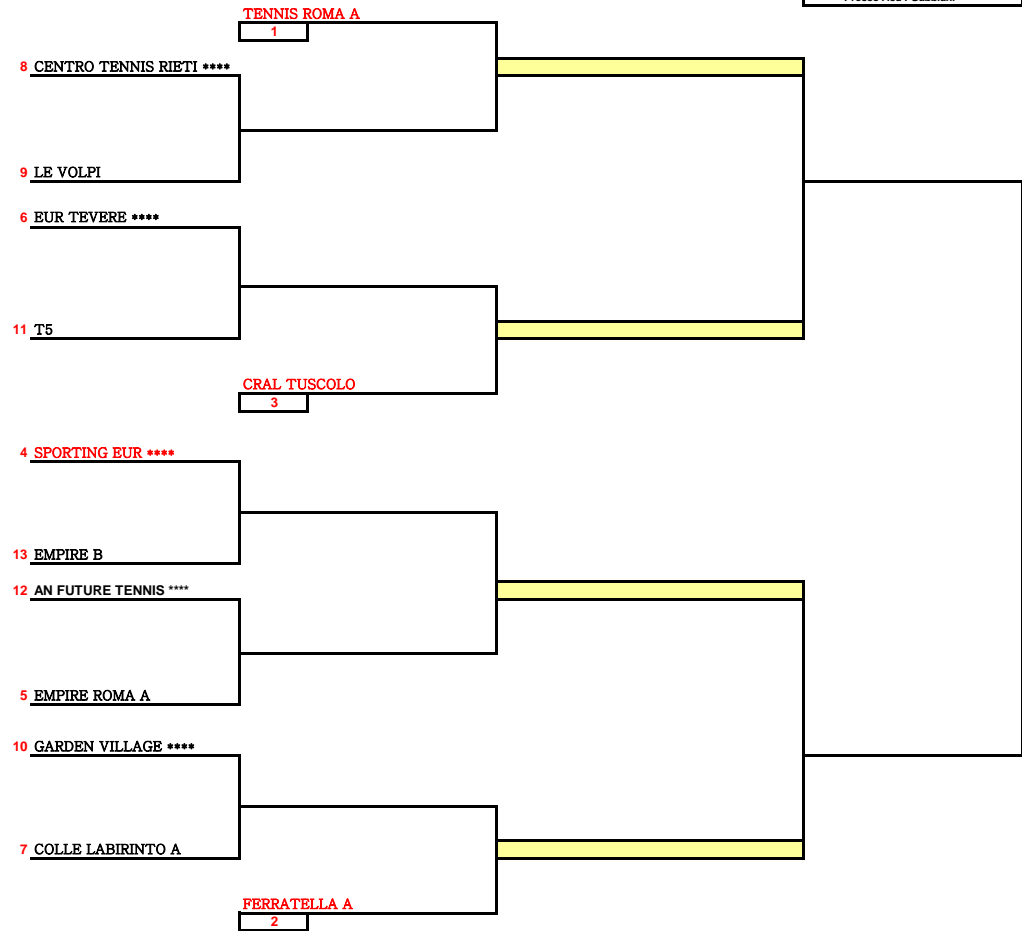 TENNIS ROMA A
1
8 CENTRO TENNIS RIETI ****
9 LE VOLPI
6 EUR TEVERE ****
11 T5
CRAL TUSCOLO
3
4 SPORTING EUR ****
13 EMPIRE B
12 AN FUTURE TENNIS ****
5 EMPIRE ROMA A
10 GARDEN VILLAGE ****
7 COLLE LABIRINTO A
FERRATELLA A
2